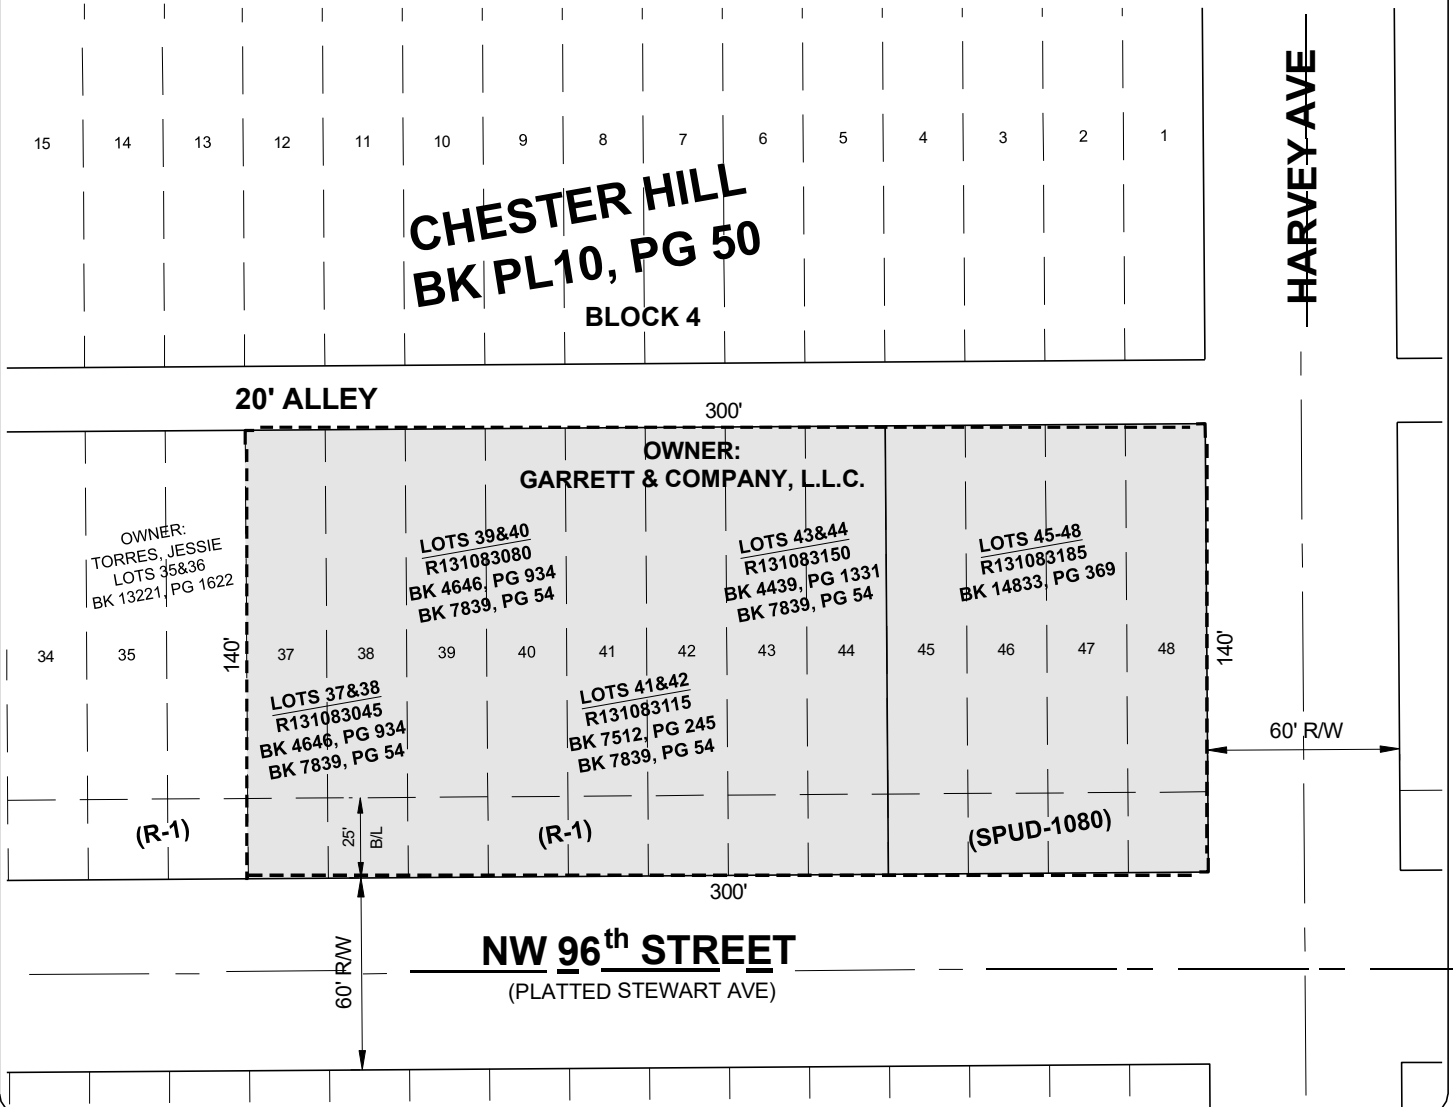 HARVEY AVE
15 14 13 12 11 10 9 8 7 6 5 4 3 2 1
CHESTER HILL
BK PL10, PG 50
BLOCK 4
20' ALLEY
300'
OWNER:
GARRETT & COMPANY, L.L.C.
OWNER:
TORRES, JESSIE
LOTS 35&36
BK 13221, PG 1622
LOTS 39&40
R131083080
BK 4646, PG 934
BK 7839, PG 54
LOTS 43&44
R131083150
BK 4439, PG 1331
BK 7839, PG 54
LOTS 45-48
R131083185
BK 14833, PG 369
34 35 140' 37 38 39 40 41 42 43 44 45 46 47 48 140'
LOTS 37&38
R131083045
BK 4646, PG 934
BK 7839, PG 54
LOTS 41&42
R131083115
BK 7512, PG 245
BK 7839, PG 54
60' R/W
(R-1)
25'
B/L
(R-1)
(SPUD-1080)
300'
60' R/W
NW 96th STREET
(PLATTED STEWART AVE)